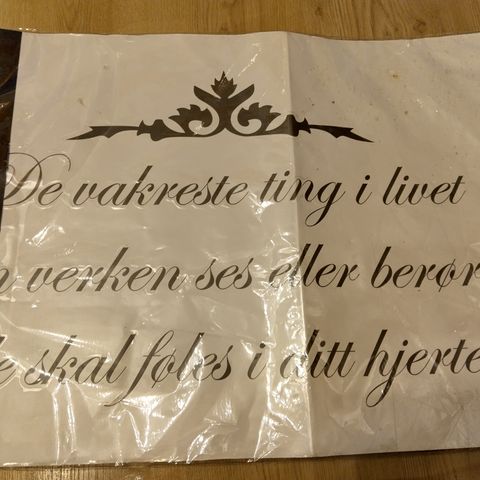 De vakreste ting i livet
n verken ses eller berør
e skal føles i ditt hjerte